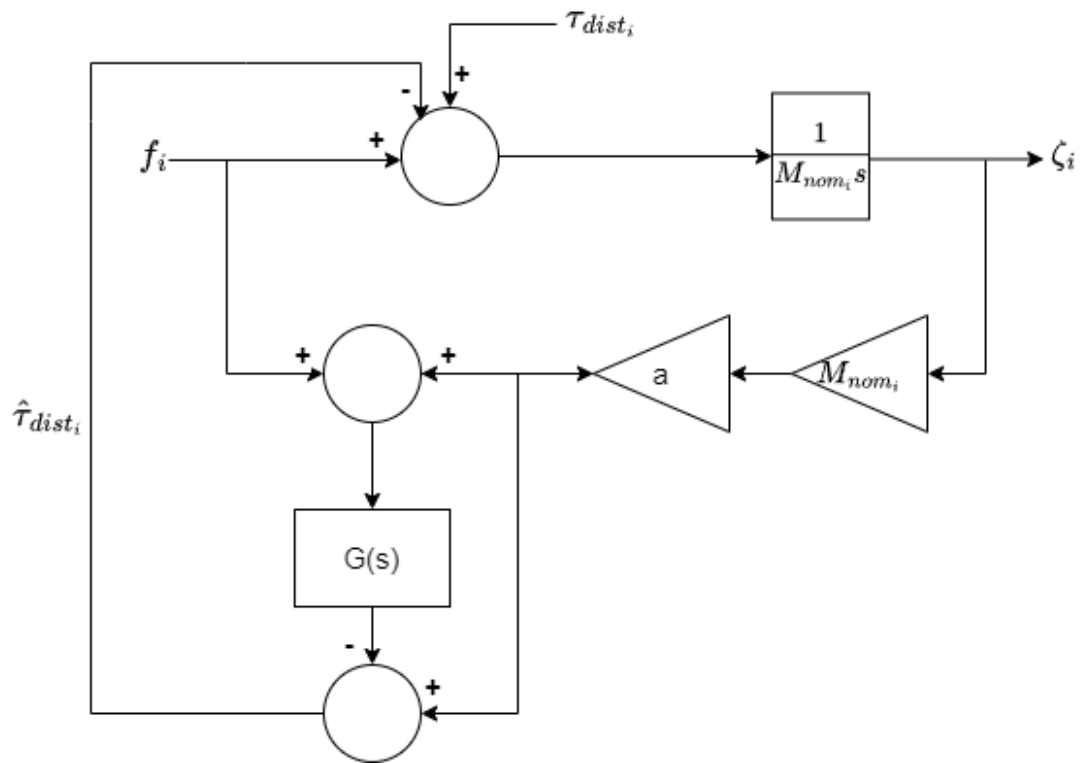 τ_{dist_i}
+
-
+
f_i
1
M_{nom_i}s
ζ_i
+
+
a
M_{nom_i}
τ̂_{dist_i}
G(s)
-
+